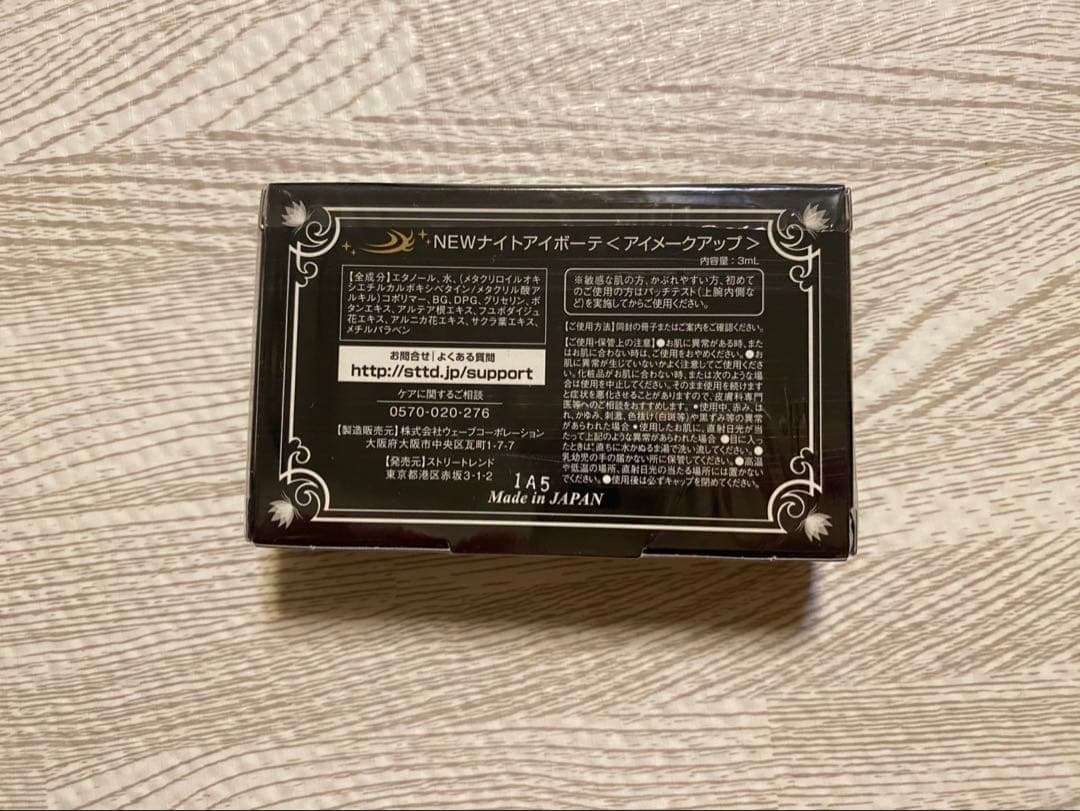 NEWナイトアイボーテ＜アイメークアップ＞
内容量：3mL
【全成分】エタノール、水、(メタクリロイルオキ
シエチルカルボキシベタイン/メタクリル酸ア
ルキル)コポリマー、BG、DPG、グリセリン、ボ
タンエキス、アルテア根エキス、フユボダイジュ
花エキス、アルニカ花エキス、サクラ葉エキス、
メチルパラベン
お問合せ|よくある質問
http://sttd.jp/support
ケアに関するご相談
0570-020-276
【製造販売元】株式会社ウェーブコーポレーション
大阪府大阪市中央区瓦町1-7-7
【発売元】ストリートレンド
東京都港区赤坂3-1-2
※敏感な肌の方、かぶれやすい方、初めて
のご使用の方はパッチテスト(上腕内側な
ど)を実施してからご使用ください。
【ご使用方法】同封の冊子またはご案内をご確認ください。
【ご使用・保管上の注意】●お肌に異常がある時、また
はお肌に合わない時は、ご使用をおやめください。●お
肌に異常が生じていないかよく注意してご使用くださ
い。化粧品がお肌に合わない時、または次のような場
合は使用を中止してください。そのまま使用を続けます
と症状を悪化させることがありますので、皮膚科専門
医等へのご相談をおすすめします。●使用中、赤み、は
れ、かゆみ、刺激、色抜け(白斑等)や黒ずみ等の異常
があらわれた場合 ●使用したお肌に、直射日光が当
たって上記のような異常があらわれた場合 ●目に入っ
たときは、直ちに水かぬるま湯で洗い流してください。●
乳幼児の手の届かない所に保管してください。●高温
や低温の場所、直射日光の当たる場所には置かない
でください。●使用後は必ずキャップを閉めてください。
1A5
Made in JAPAN